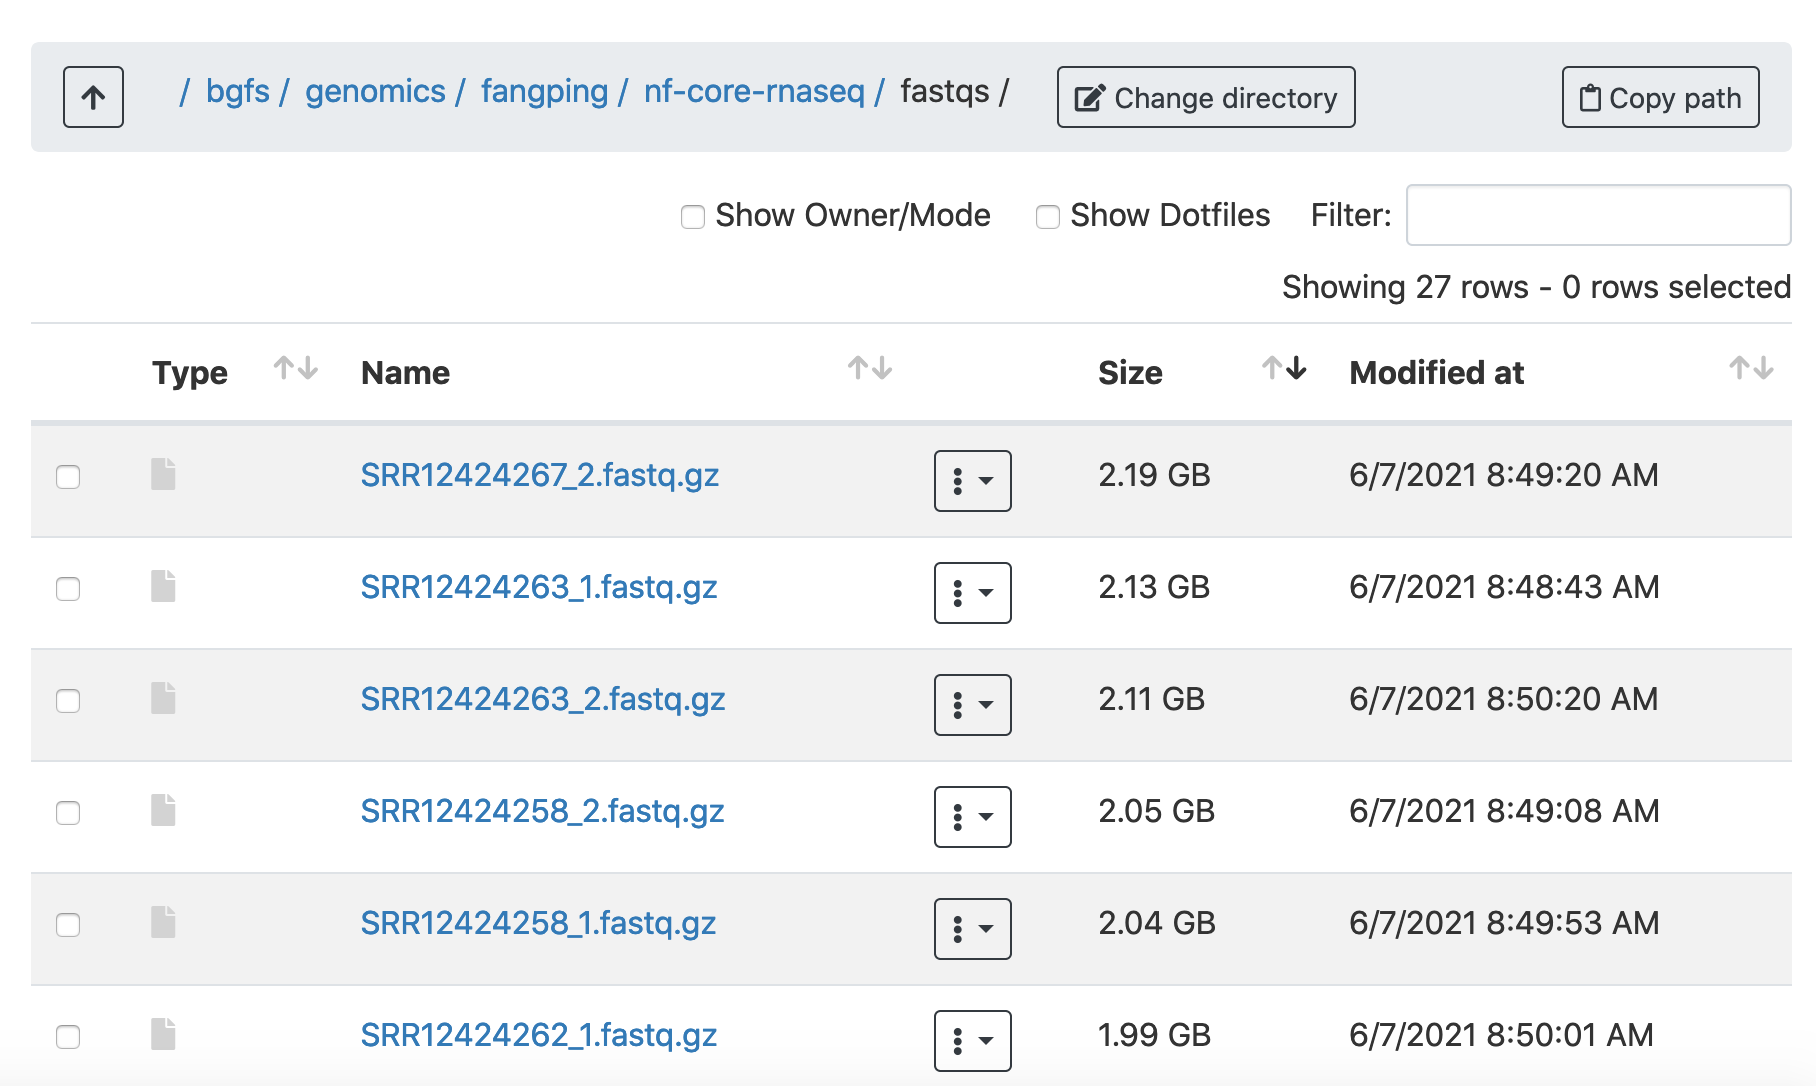 / bgfs / genomics / fangping / nf-core-rnaseq / fastqs / Change directory Copy path
Show Owner/Mode Show Dotfiles Filter:
Showing 27 rows - 0 rows selected
Type Name Size Modified at
SRR12424267_2.fastq.gz 2.19 GB 6/7/2021 8:49:20 AM
SRR12424263_1.fastq.gz 2.13 GB 6/7/2021 8:48:43 AM
SRR12424263_2.fastq.gz 2.11 GB 6/7/2021 8:50:20 AM
SRR12424258_2.fastq.gz 2.05 GB 6/7/2021 8:49:08 AM
SRR12424258_1.fastq.gz 2.04 GB 6/7/2021 8:49:53 AM
SRR12424262_1.fastq.gz 1.99 GB 6/7/2021 8:50:01 AM